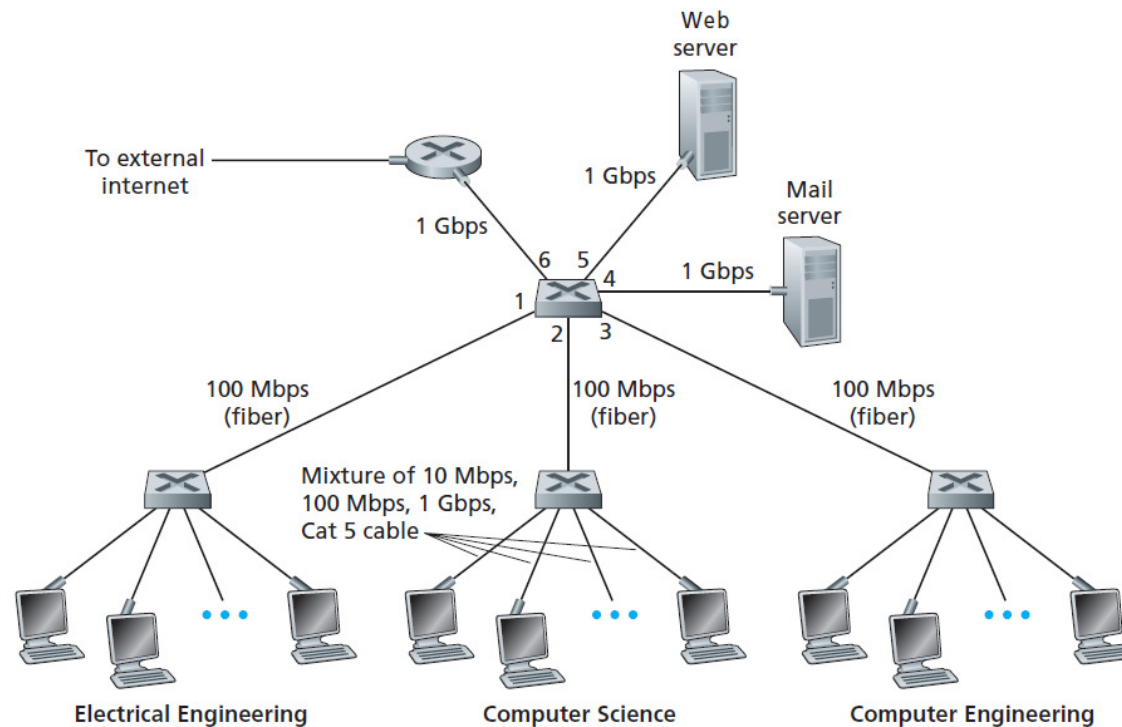 Web
server
To external
internet
1 Gbps
Mail
server
1 Gbps
1 Gbps
6
5
4
1
2
3
100 Mbps
(fiber)
100 Mbps
(fiber)
100 Mbps
(fiber)
Mixture of 10 Mbps,
100 Mbps, 1 Gbps,
Cat 5 cable
Electrical Engineering
Computer Science
Computer Engineering